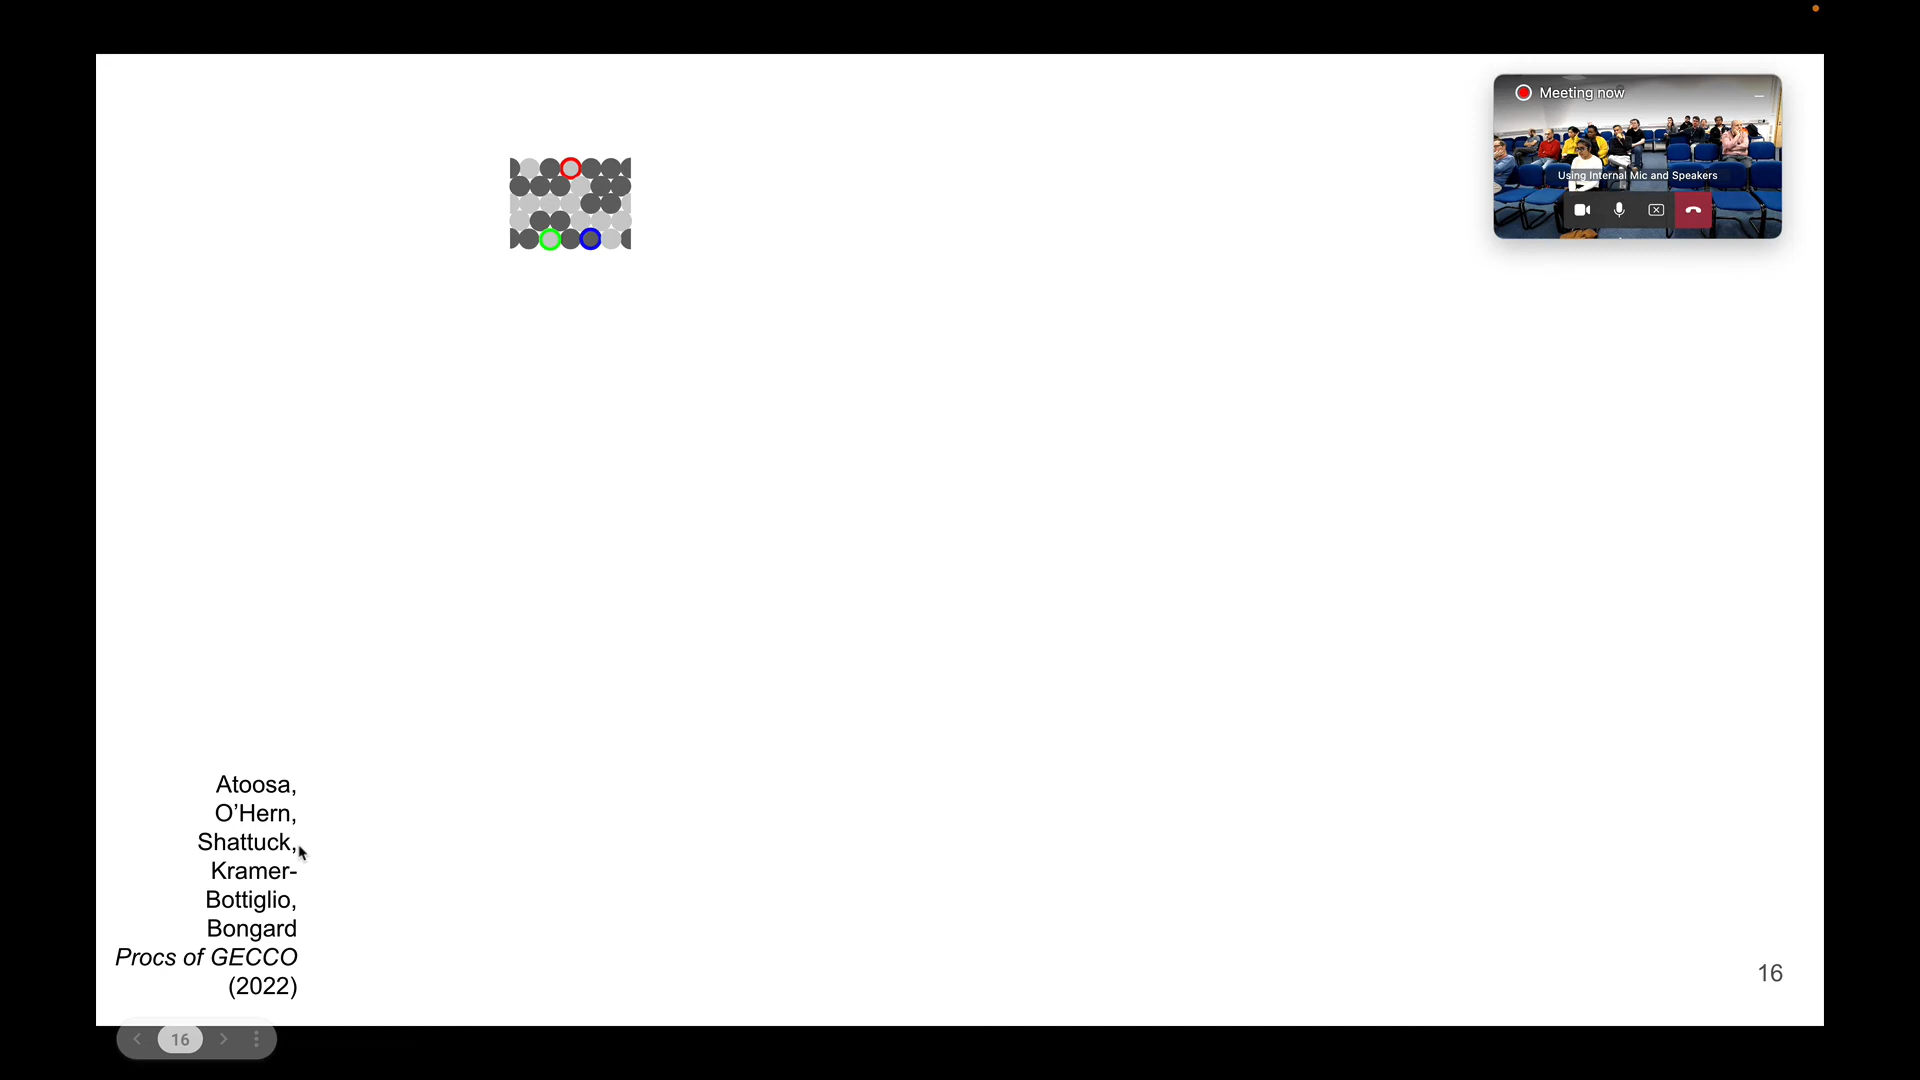 Meeting now
Using Internal Mic and Speakers
Atoosa,
O'Hern,
Shattuck,
Kramer-
Bottiglio,
Bongard
Procs of GECCO
(2022)
16
16